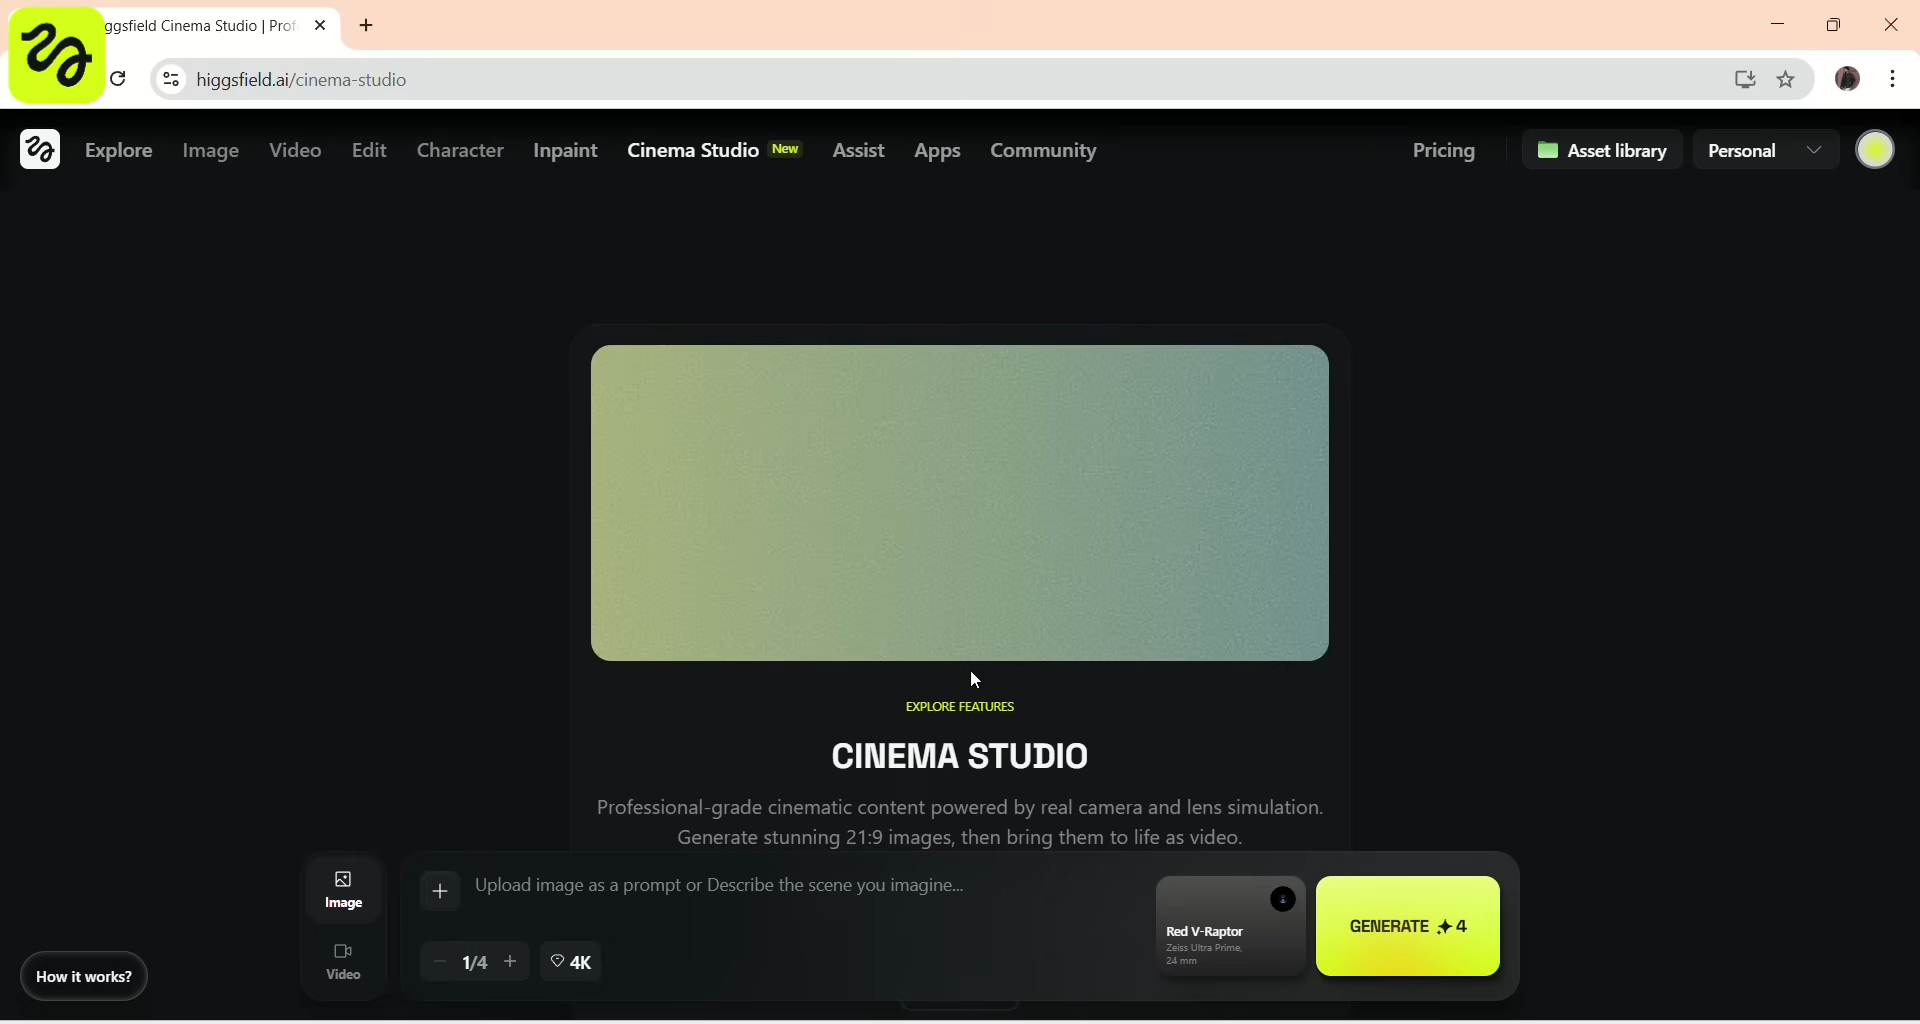 ggsfield Cinema Studio | Prof
higgsfield.ai/cinema-studio
Explore Image Video Edit Character Inpaint Cinema Studio New Assist Apps Community Pricing Asset library Personal
EXPLORE FEATURES
CINEMA STUDIO
Professional-grade cinematic content powered by real camera and lens simulation.
Generate stunning 21:9 images, then bring them to life as video.
Image
Upload image as a prompt or Describe the scene you imagine...
Red V-Raptor
Zeiss Ultra Prime,
24 mm
GENERATE 4
1/4 4K
Video
How it works?